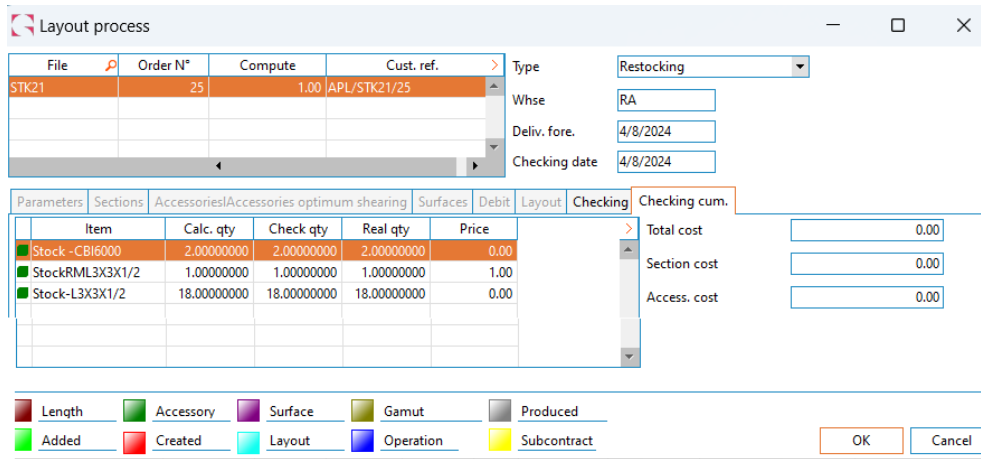 Layout process
File Order N° Compute Cust. ref. >
STK21 25 1.00 APL/STK21/25
Type Restocking
Whse RA
Deliv. fore. 4/8/2024
Checking date 4/8/2024
Parameters Sections Accessories|Accessories optimum shearing Surfaces Debit Layout Checking Checking cum.
Item Calc. qty Check qty Real qty Price >
Stock -CBI6000 2.00000000 2.00000000 2.00000000 0.00
StockRML3X3X1/2 1.00000000 1.00000000 1.00000000 1.00
Stock-L3X3X1/2 18.00000000 18.00000000 18.00000000 0.00
Total cost 0.00
Section cost 0.00
Access. cost 0.00
Length Accessory Surface Gamut Produced
Added Created Layout Operation Subcontract
OK Cancel